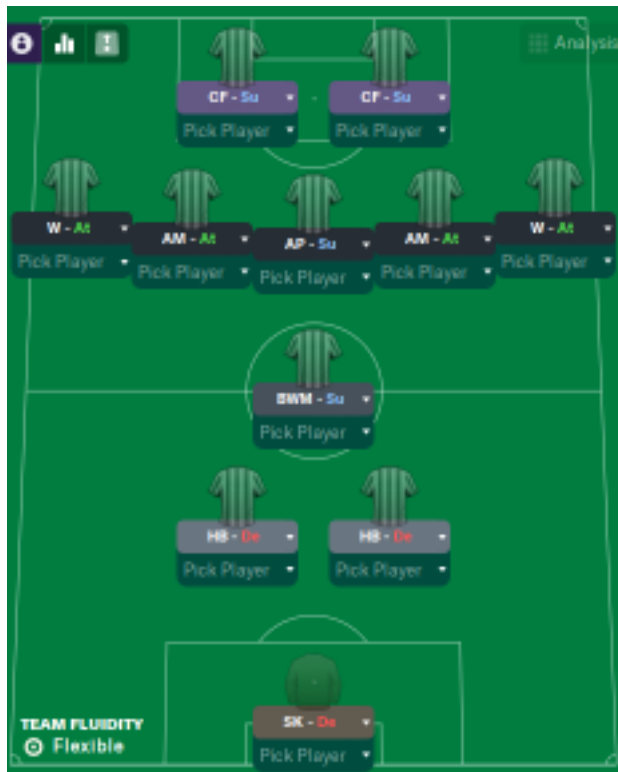 Analysis
CF - Su CF - Su
Pick Player Pick Player
W - At AM - At AP - Su AM - At W - At
Pick Player Pick Player Pick Player Pick Player Pick Player
BWM - Su
Pick Player
HB - De HB - De
Pick Player Pick Player
SK - De
Pick Player
TEAM FLUIDITY
Flexible